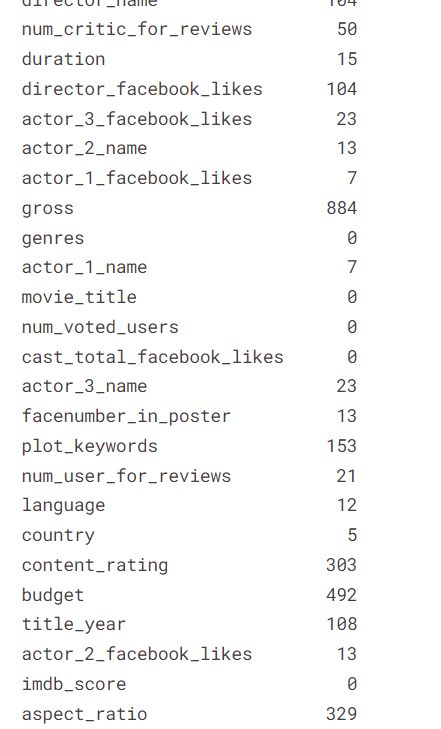 director_name 104
num_critic_for_reviews 50
duration 15
director_facebook_likes 104
actor_3_facebook_likes 23
actor_2_name 13
actor_1_facebook_likes 7
gross 884
genres 0
actor_1_name 7
movie_title 0
num_voted_users 0
cast_total_facebook_likes 0
actor_3_name 23
facenumber_in_poster 13
plot_keywords 153
num_user_for_reviews 21
language 12
country 5
content_rating 303
budget 492
title_year 108
actor_2_facebook_likes 13
imdb_score 0
aspect_ratio 329